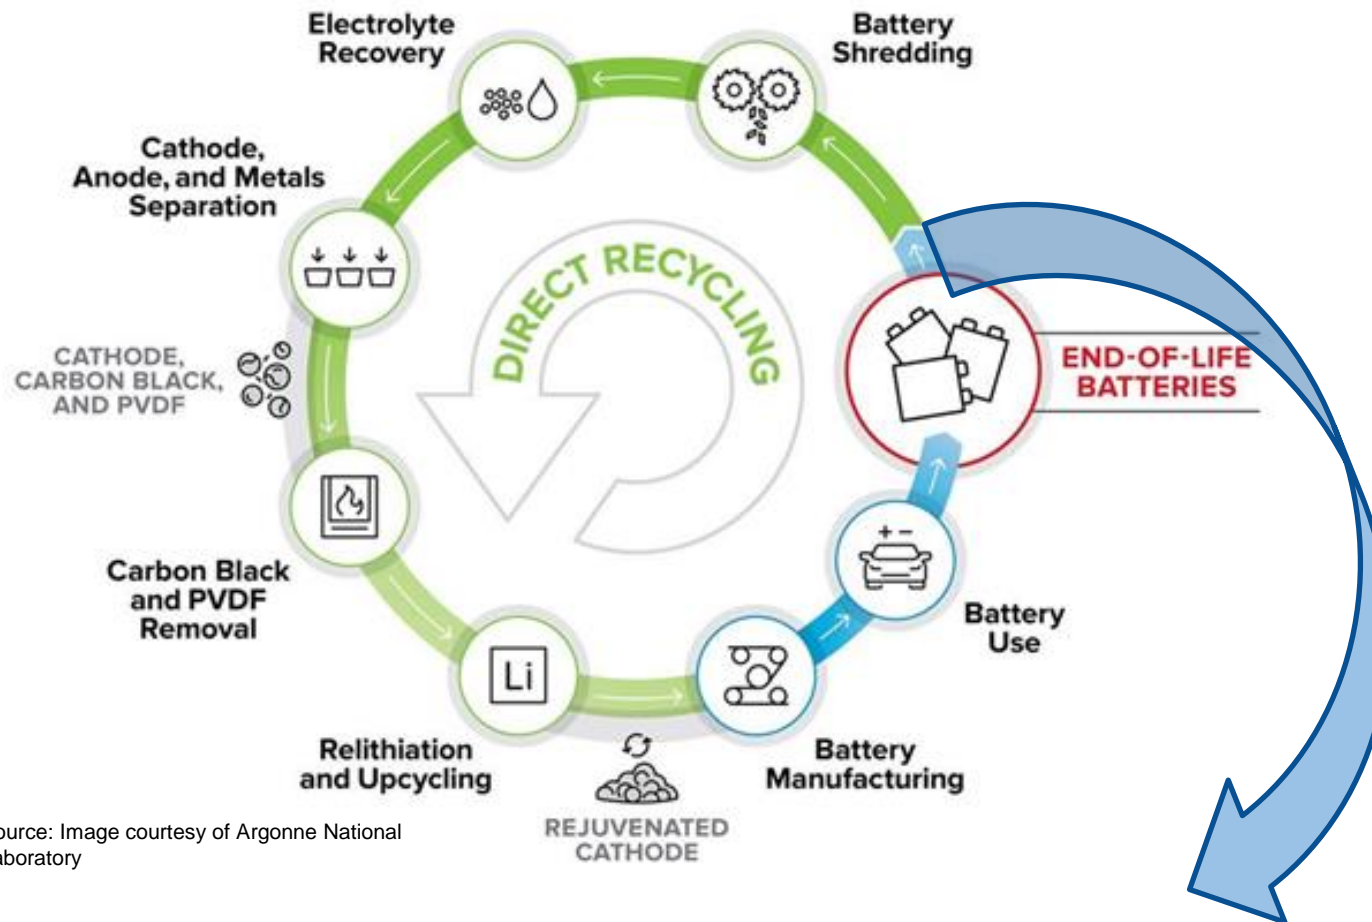 Electrolyte
Recovery
Battery
Shredding
Cathode,
Anode, and Metals
Separation
DIRECT RECYCLING
CATHODE,
CARBON BLACK,
AND PVDF
END-OF-LIFE
BATTERIES
+ −
Carbon Black
and PVDF
Removal
Li
Battery
Use
Relithiation
and Upcycling
Battery
Manufacturing
REJUVENATED
CATHODE
ource: Image courtesy of Argonne National
aboratory